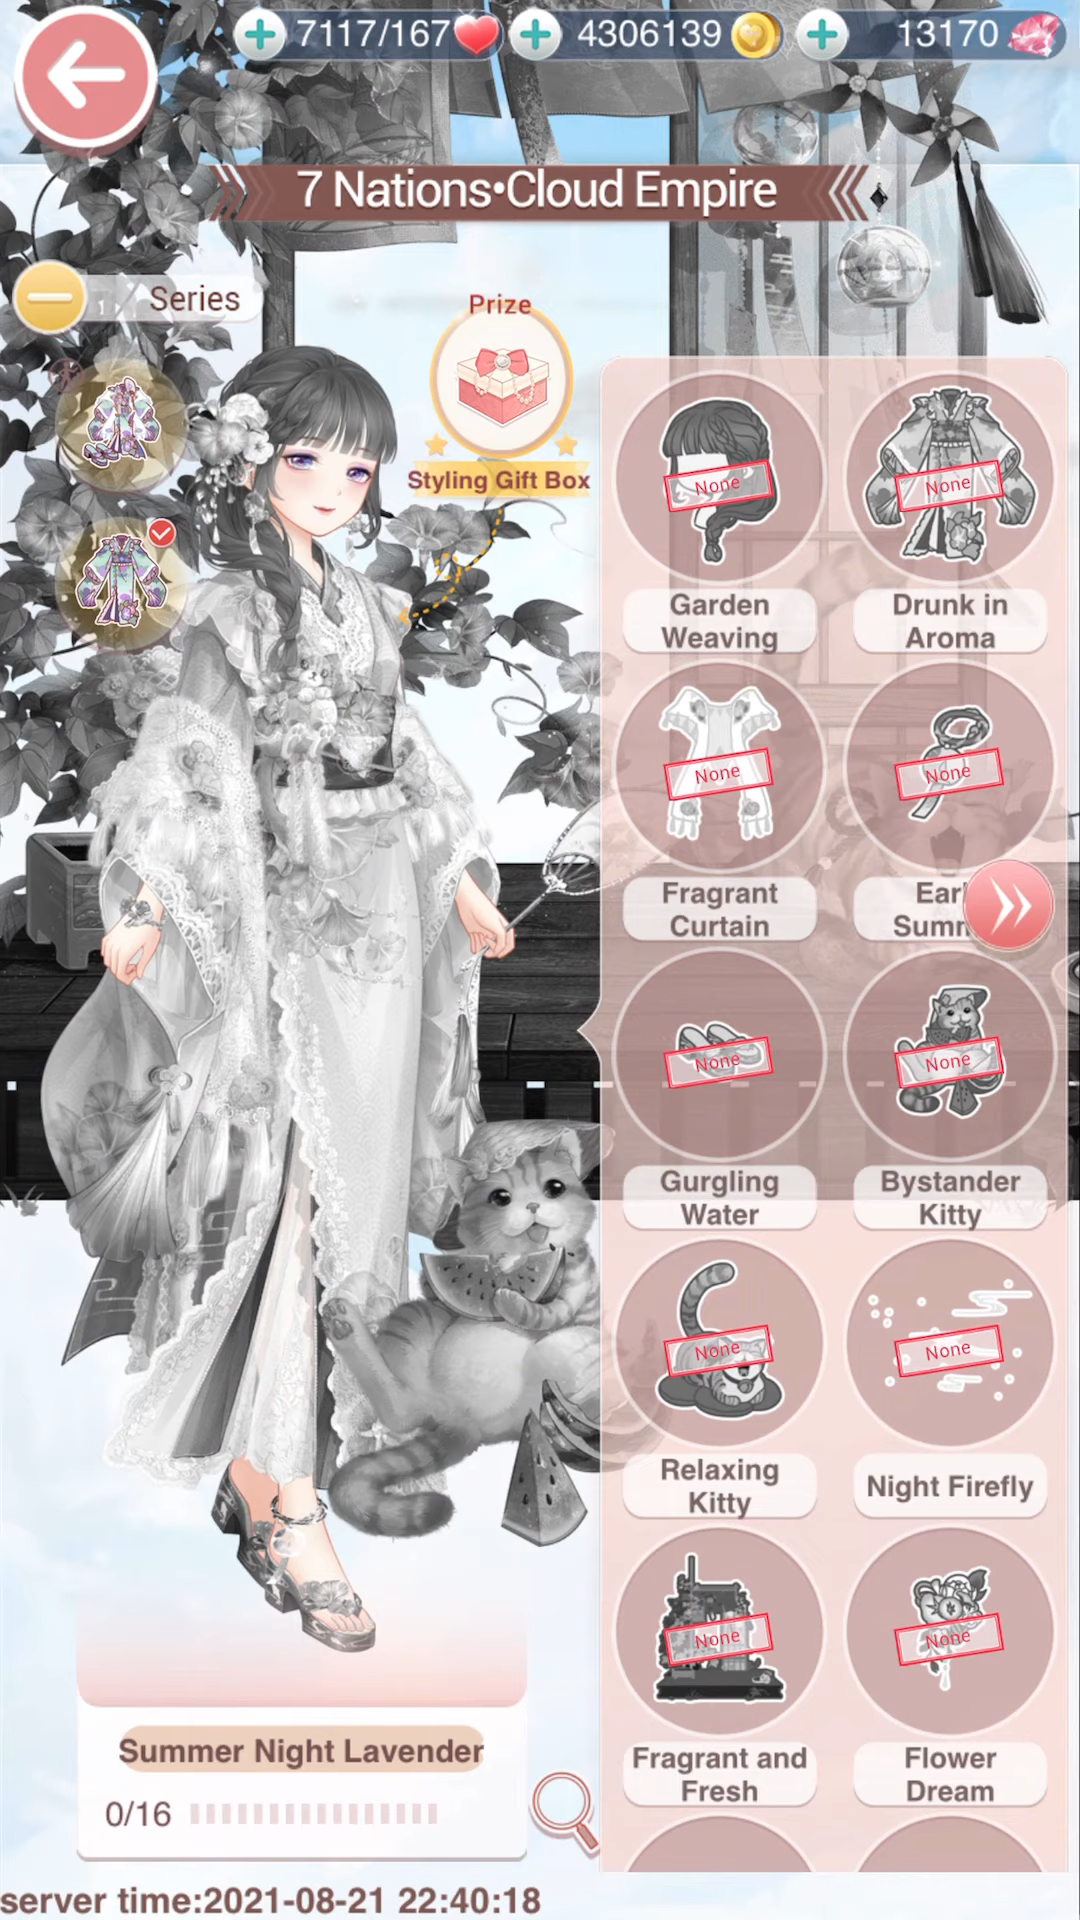 7117/167
4306139
13170
7 Nations•Cloud Empire
Series
Prize
Styling Gift Box
None
None
Garden
Weaving
Drunk in
Aroma
None
None
Fragrant
Curtain
None
None
Gurgling
Water
Bystander
Kitty
None
None
Relaxing
Kitty
Night Firefly
None
None
Fragrant and
Fresh
Flower
Dream
Summer Night Lavender
0/16
server time:2021-08-21 22:40:18